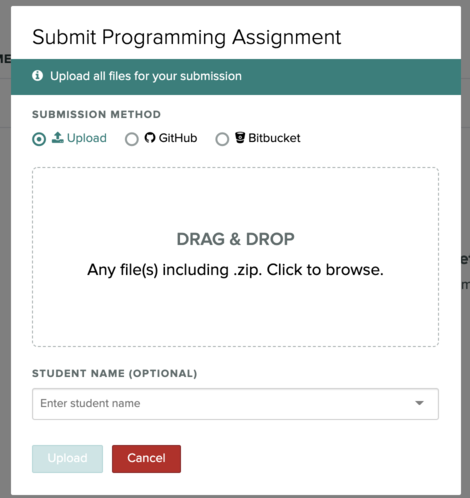 Submit Programming Assignment
Upload all files for your submission
SUBMISSION METHOD
Upload GitHub Bitbucket
DRAG & DROP
Any file(s) including .zip. Click to browse.
STUDENT NAME (OPTIONAL)
Enter student name
Upload Cancel